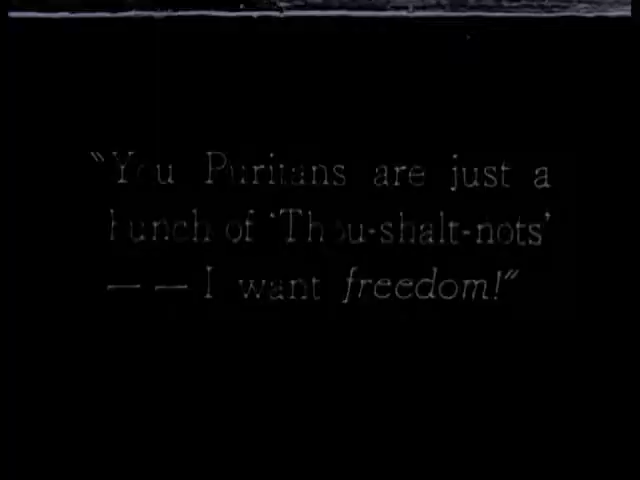 "You Puritans are just a
bunch of 'Thou-shalt-nots'
— — I want freedom!"